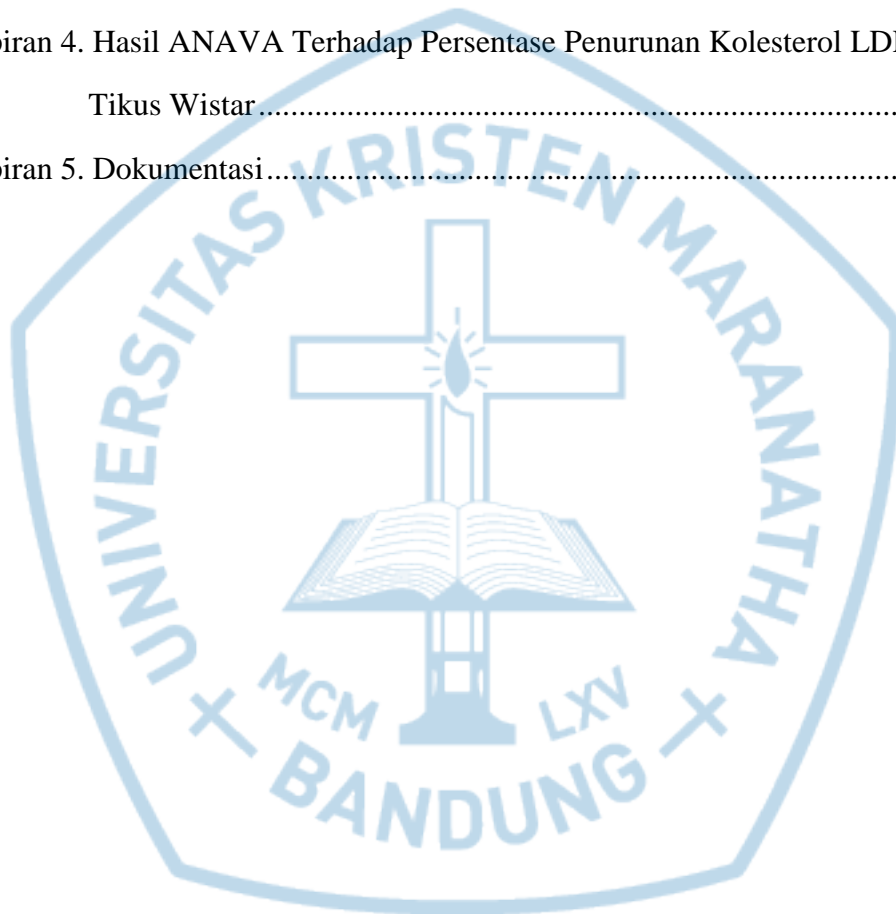 piran 4. Hasil ANAVA Terhadap Persentase Penurunan Kolesterol LD
Tikus Wistar................................................................................
piran 5. Dokumentasi...............................................................................
UNIVERSITAS KRISTEN MARANATHA
MCM LXV
+ BANDUNG +